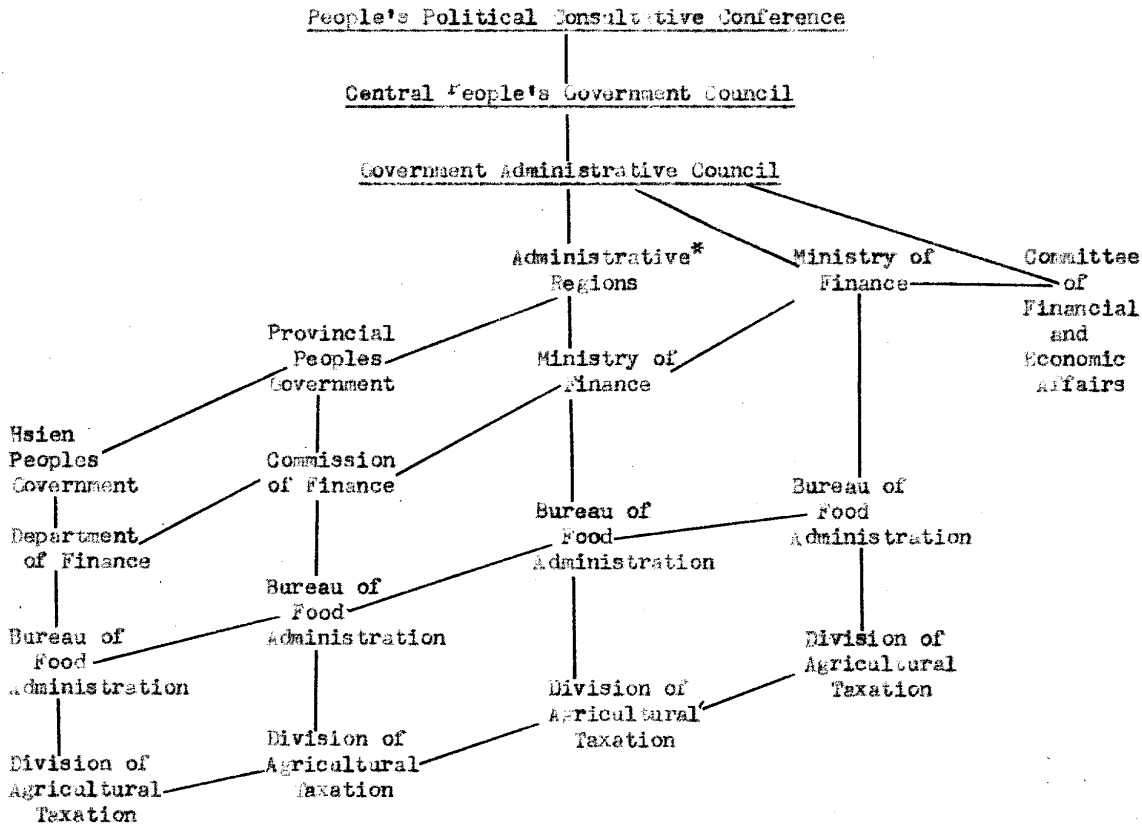 People's Political Consultative Conference
Central People's Government Council
Government Administrative Council
Administrative*
Regions
Ministry of
Finance
Committee
of
Financial
and
Economic
Affairs
Provincial
Peoples
Government
Ministry of
Finance
Hsien
Peoples
Government
Commission
of Finance
Bureau of
Food
Administration
Department
of Finance
Bureau of
Food
Administration
Bureau of
Food
Administration
Bureau of
Food
Administration
Division of
Agricultural
Taxation
Division of
Agricultural
Taxation
Division of
Agricultural
Taxation
Division of
Agricultural
Taxation